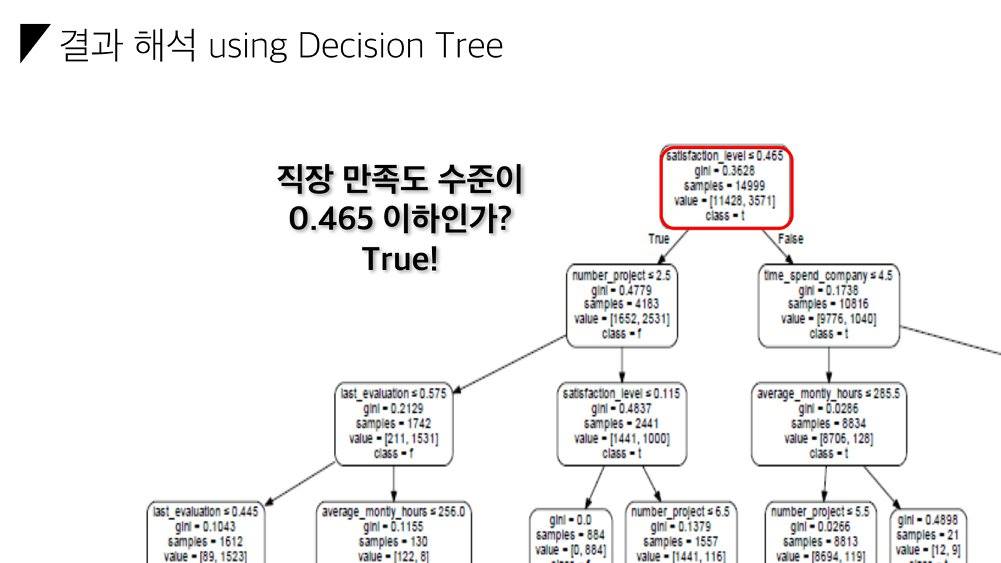 결과 해석 using Decision Tree
직장 만족도 수준이
0.465 이하인가?
True!
satisfaction_level ≤ 0.465
gini = 0.3628
samples = 14999
value = [11428, 3571]
class = t
True
False
number_project ≤ 2.5
gini = 0.4779
samples = 4183
value = [1652, 2531]
class = f
time_spend_company ≤ 4.5
gini = 0.1738
samples = 10816
value = [9776, 1040]
class = t
last_evaluation ≤ 0.575
gini = 0.2129
samples = 1742
value = [211, 1531]
class = f
satisfaction_level ≤ 0.115
gini = 0.4837
samples = 2441
value = [1441, 1000]
class = t
average_montly_hours ≤ 285.5
gini = 0.0286
samples = 8834
value = [8706, 128]
class = t
last_evaluation ≤ 0.445
gini = 0.1043
samples = 1612
value = [89, 1523]
average_montly_hours ≤ 256.0
gini = 0.1155
samples = 130
value = [122, 8]
gini = 0.0
samples = 884
value = [0, 884]
number_project ≤ 6.5
gini = 0.1379
samples = 1557
value = [1441, 116]
number_project ≤ 5.5
gini = 0.0266
samples = 8813
value = [8694, 119]
gini = 0.4898
samples = 21
value = [12, 9]